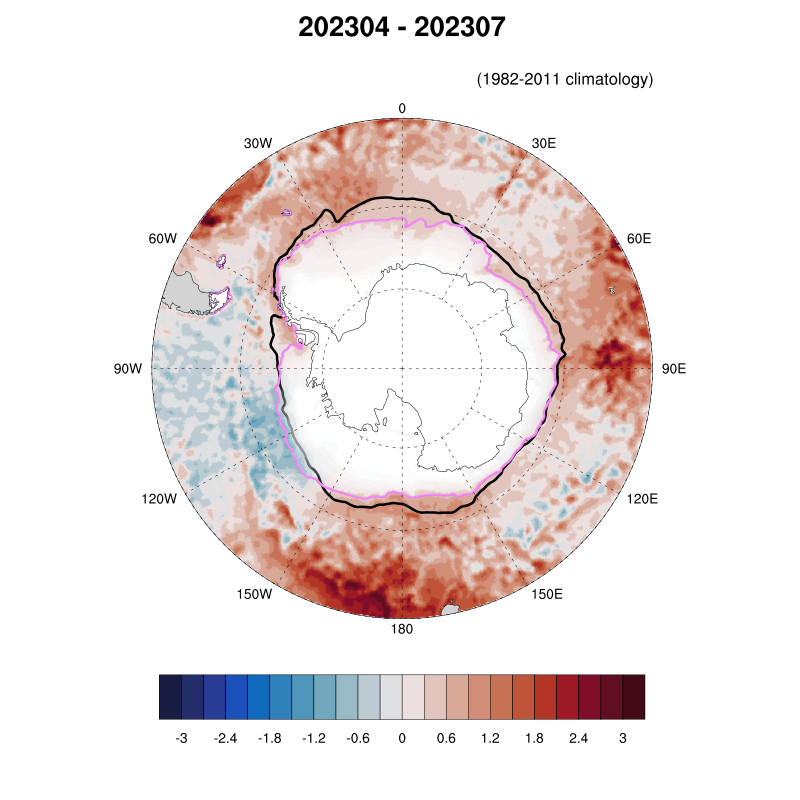 202304 - 202307
(1982-2011 climatology)
0
30W 30E
60W 60E
90W 90E
120W 120E
150W 150E
180
-3 -2.4 -1.8 -1.2 -0.6 0 0.6 1.2 1.8 2.4 3